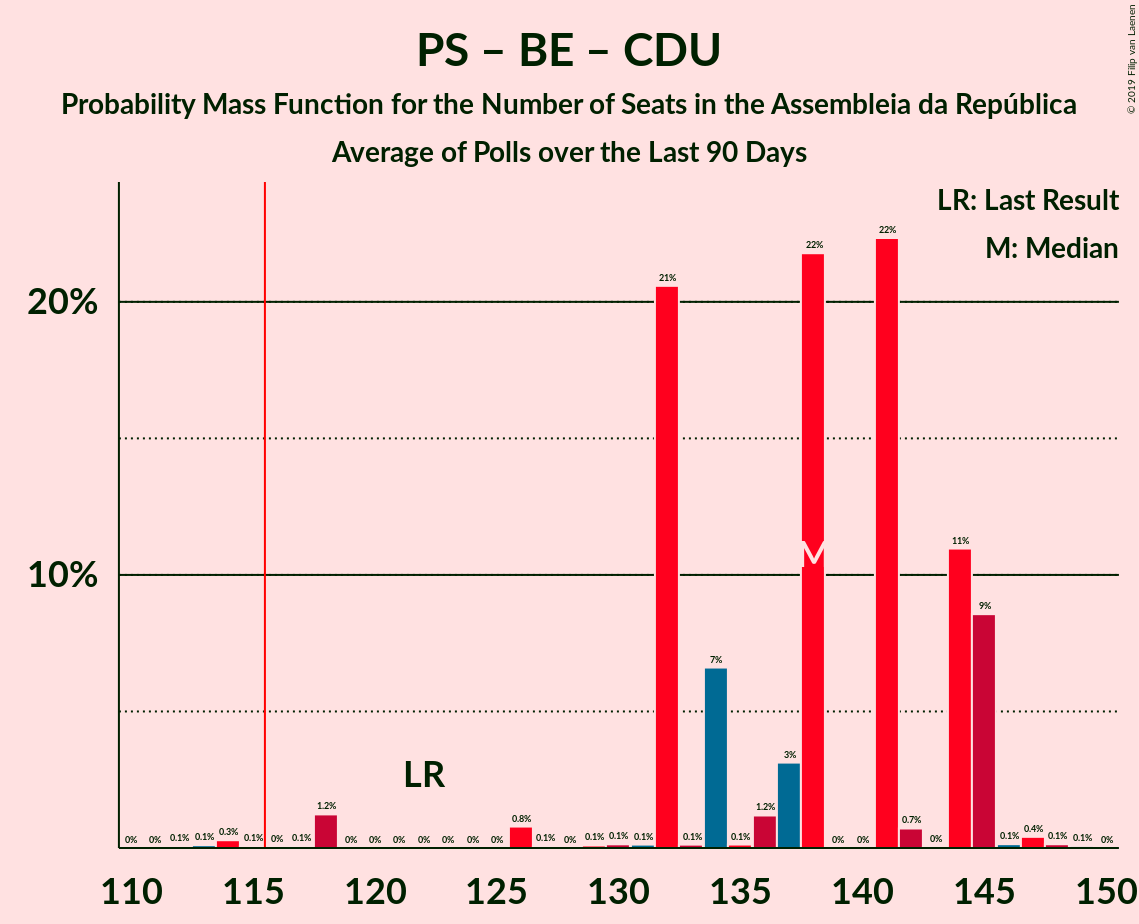 PS – BE – CDU
Probability Mass Function for the Number of Seats in the Assembleia da República
Average of Polls over the Last 90 Days
© 2019 Filip van Laenen
LR: Last Result
M: Median
20%
10%
0% 0% 0.1% 0.1% 0.3% 0.1% 0% 0.1% 1.2% 0% 0% 0% 0% 0% 0% 0% 0.8% 0.1% 0% 0.1% 0.1% 0.1% 21% 0.1% 7% 0.1% 1.2% 3% 22% 0% 0% 22% 0.7% 0% 11% 9% 0.1% 0.4% 0.1% 0.1% 0%
M
LR
110 115 120 125 130 135 140 145 150